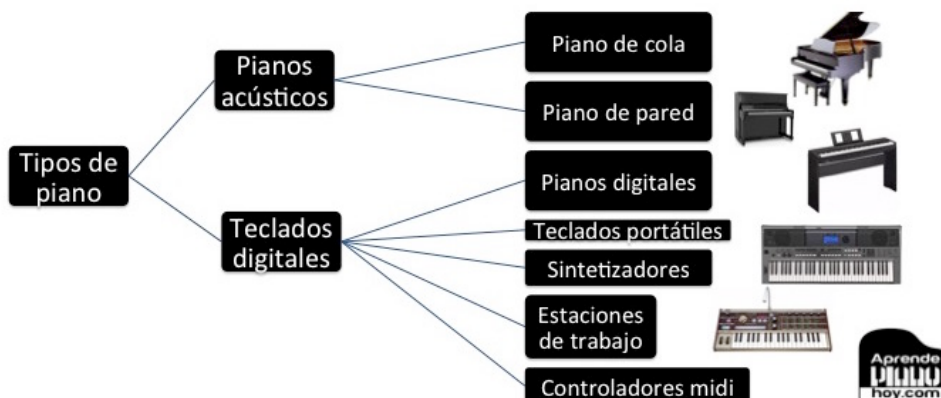 Piano de cola
Pianos
acústicos
Piano de pared
Tipos de
piano
Pianos digitales
Teclados
digitales
Teclados portátiles
Sintetizadores
Estaciones
de trabajo
Controladores midi
Aprende
PIANO
hoy.com